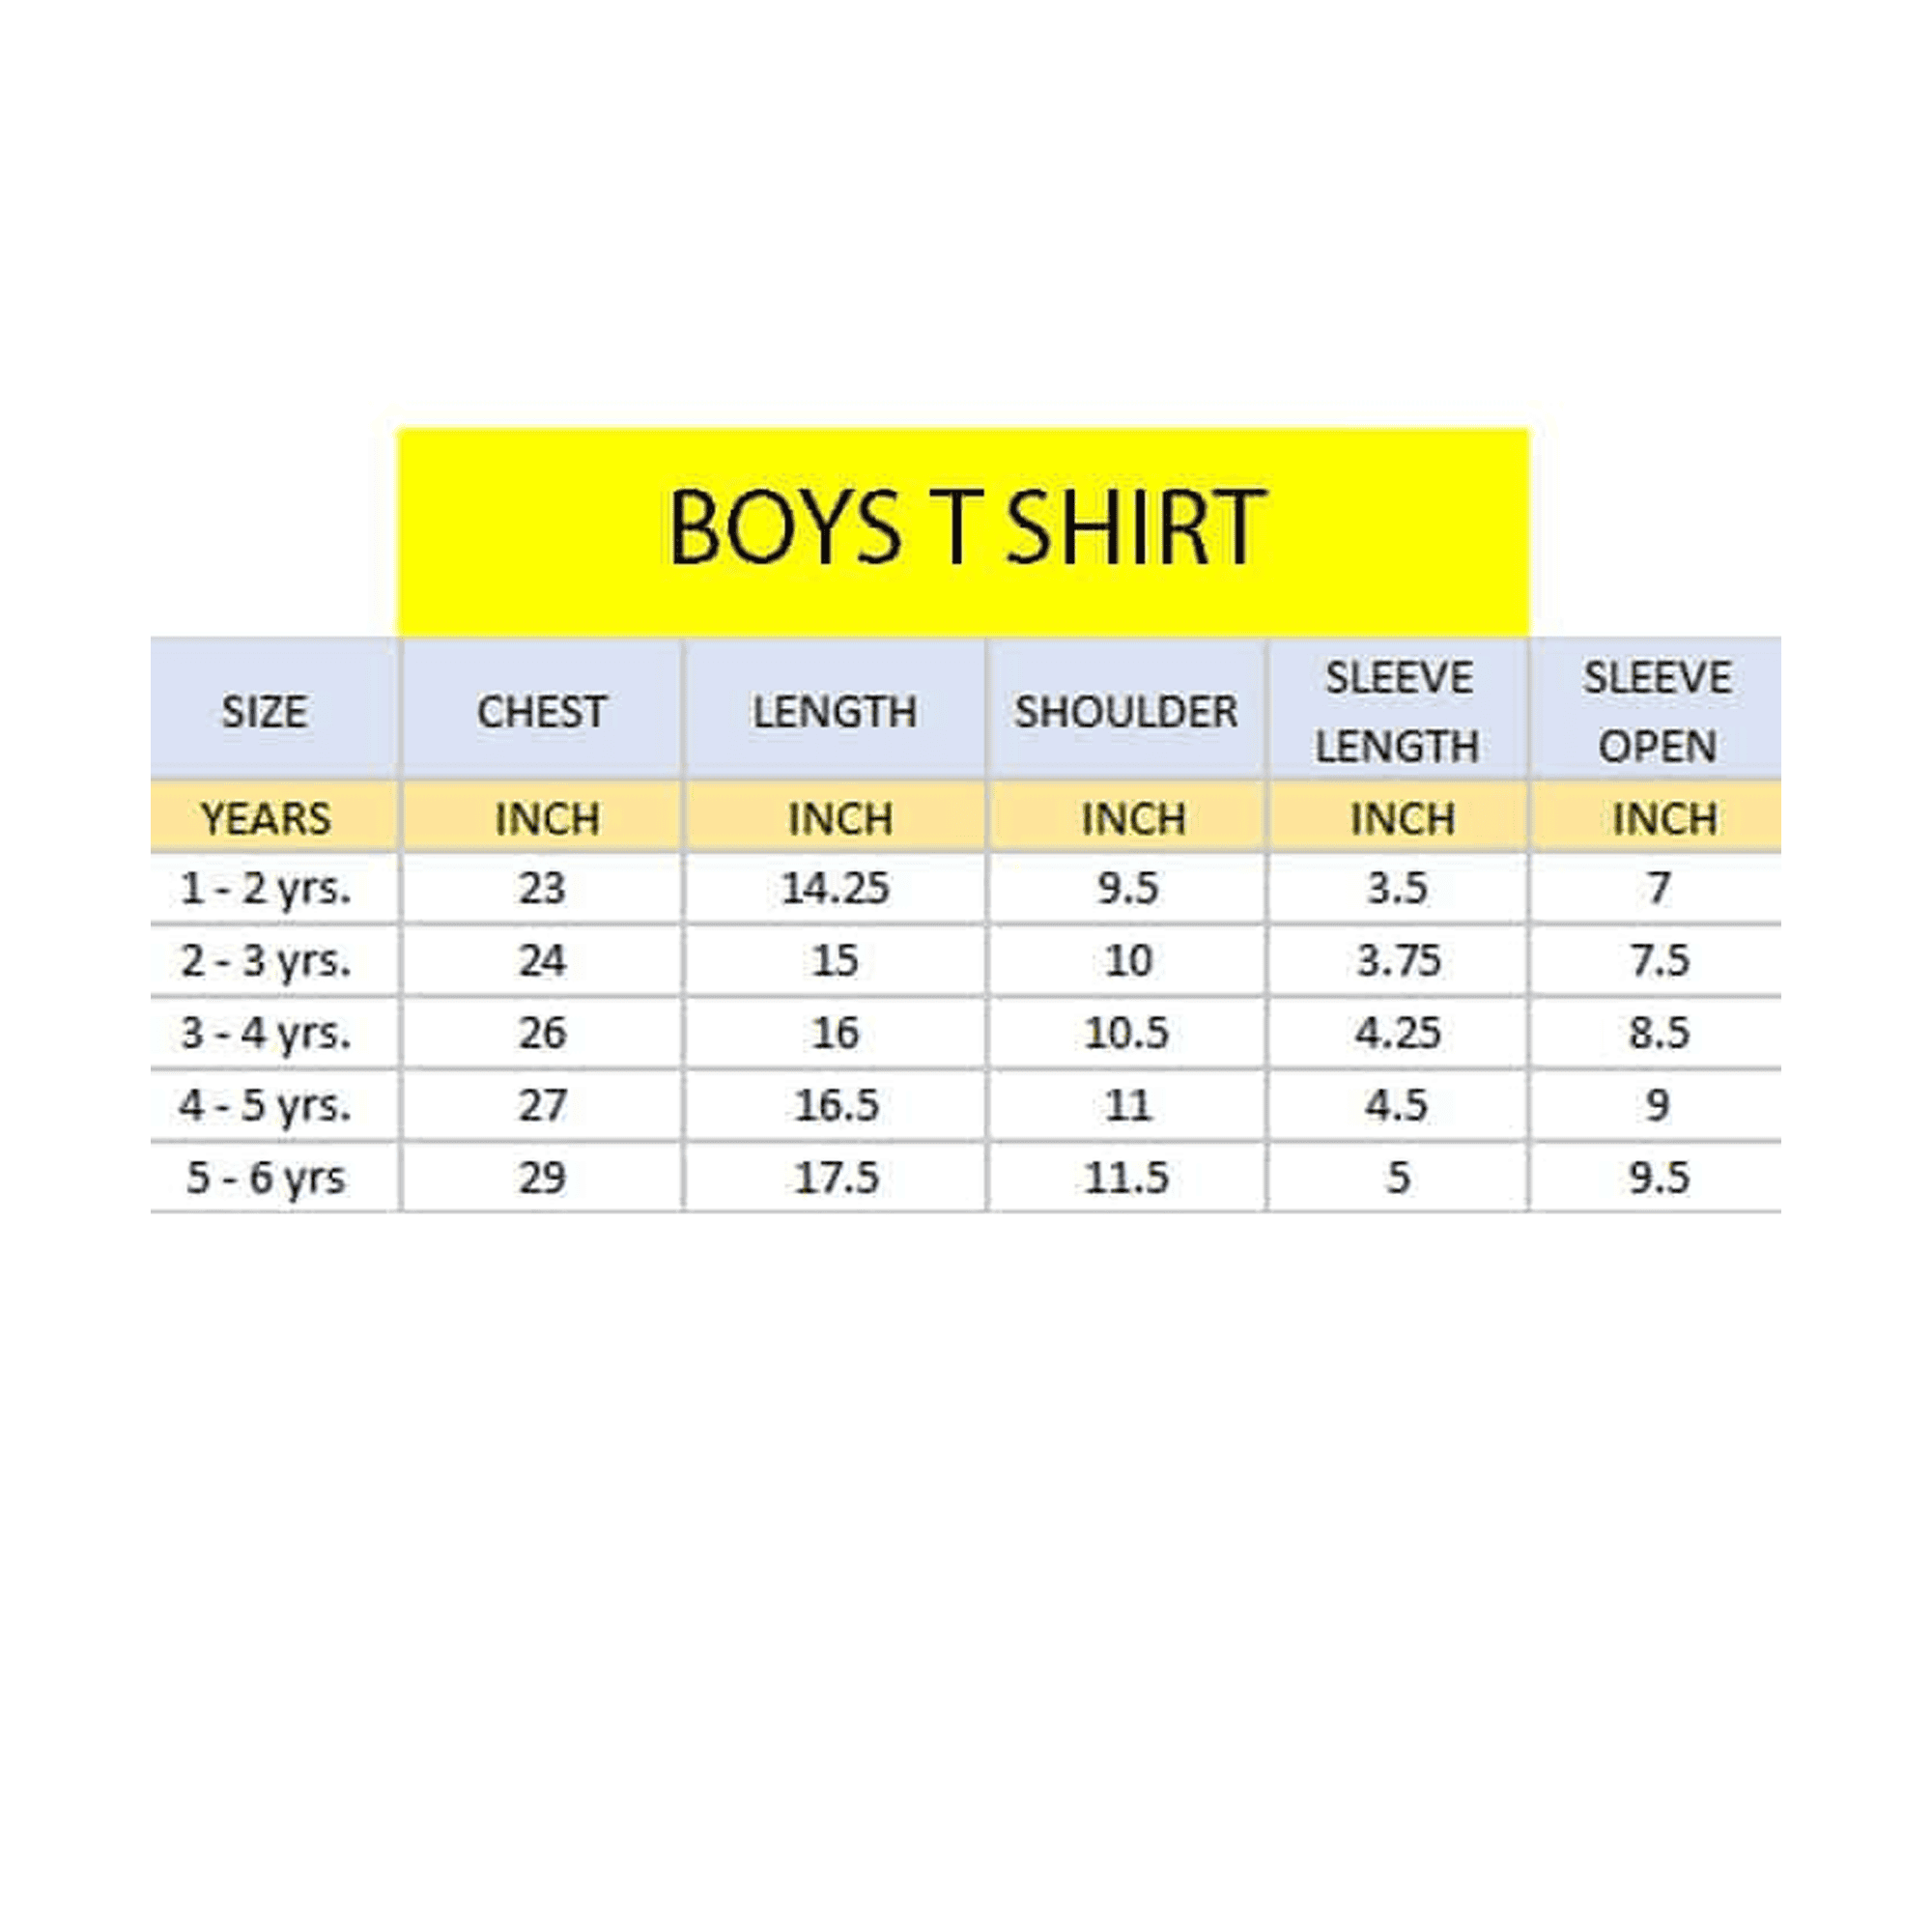 BOYS T SHIRT
SIZE CHEST LENGTH SHOULDER SLEEVE LENGTH SLEEVE OPEN
YEARS INCH INCH INCH INCH INCH
1 - 2 yrs. 23 14.25 9.5 3.5 7
2 - 3 yrs. 24 15 10 3.75 7.5
3 - 4 yrs. 26 16 10.5 4.25 8.5
4 - 5 yrs. 27 16.5 11 4.5 9
5 - 6 yrs 29 17.5 11.5 5 9.5